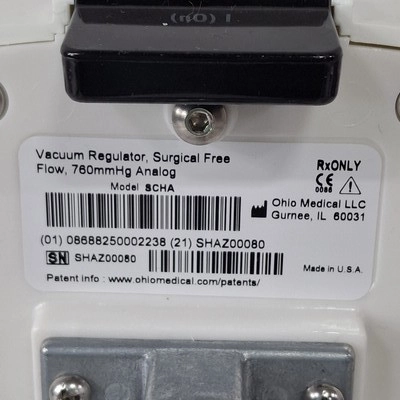 I (On)
Vacuum Regulator, Surgical Free
Flow, 760mmHg Analog
Model SCHA
RxONLY
CE
0086
Ohio Medical LLC
Gurnee, IL 60031
(01) 08688250002238 (21) SHAZ00080
SN SHAZ00080
Made in U.S.A.
Patent info : www.ohiomedical.com/patents/